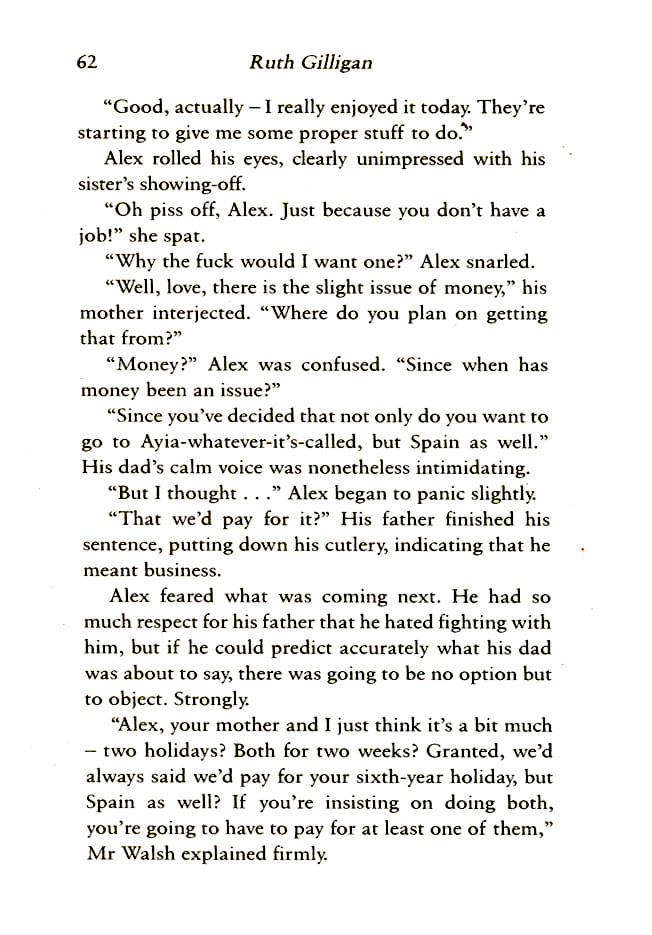 62 Ruth Gilligan
“Good, actually – I really enjoyed it today. They’re
starting to give me some proper stuff to do.”
Alex rolled his eyes, clearly unimpressed with his
sister’s showing-off.
“Oh piss off, Alex. Just because you don’t have a
job!” she spat.
“Why the fuck would I want one?” Alex snarled.
“Well, love, there is the slight issue of money,” his
mother interjected. “Where do you plan on getting
that from?”
“Money?” Alex was confused. “Since when has
money been an issue?”
“Since you’ve decided that not only do you want to
go to Ayia-whatever-it’s-called, but Spain as well.”
His dad’s calm voice was nonetheless intimidating.
“But I thought . . .” Alex began to panic slightly.
“That we’d pay for it?” His father finished his
sentence, putting down his cutlery, indicating that he
meant business.
Alex feared what was coming next. He had so
much respect for his father that he hated fighting with
him, but if he could predict accurately what his dad
was about to say, there was going to be no option but
to object. Strongly.
“Alex, your mother and I just think it’s a bit much
– two holidays? Both for two weeks? Granted, we’d
always said we’d pay for your sixth-year holiday, but
Spain as well? If you’re insisting on doing both,
you’re going to have to pay for at least one of them,”
Mr Walsh explained firmly.